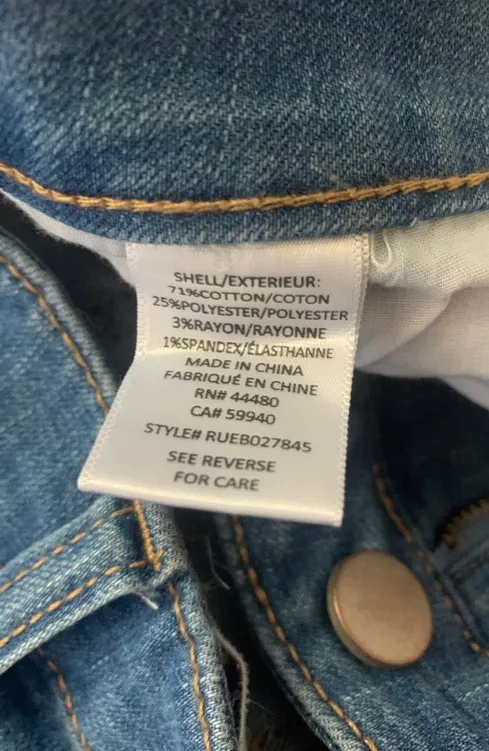 SHELL/EXTERIEUR:
71%COTTON/COTON
25%POLYESTER/POLYESTER
3%RAYON/RAYONNE
1%SPANDEX/ÉLASTHANNE
MADE IN CHINA
FABRIQUÉ EN CHINE
RN# 44480
CA# 59940
STYLE# RUEB027845
SEE REVERSE
FOR CARE